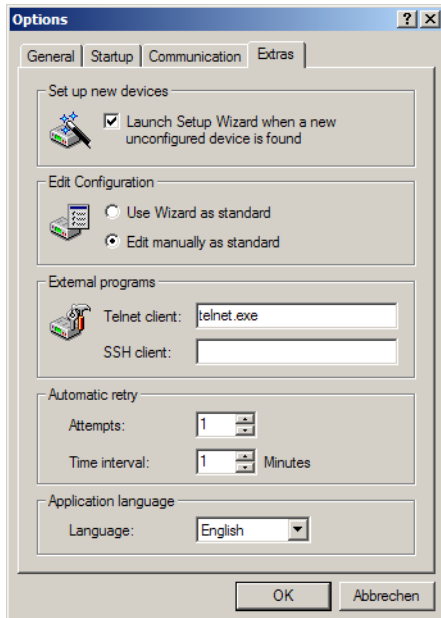 Options
General Startup Communication Extras
Set up new devices
Launch Setup Wizard when a new
unconfigured device is found
Edit Configuration
Use Wizard as standard
Edit manually as standard
External programs
Telnet client: telnet.exe
SSH client:
Automatic retry
Attempts: 1
Time interval: 1 Minutes
Application language
Language: English
OK Abbrechen